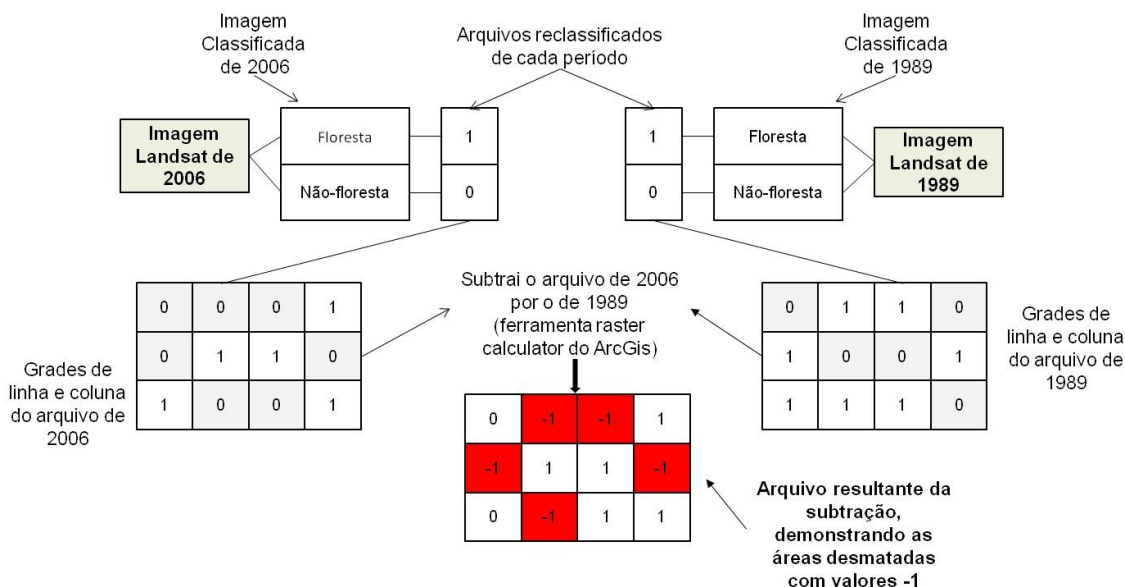 Imagem
Classificada
de 2006
Arquivos reclassificados
de cada período
Imagem
Classificada
de 1989
Imagem
Landsat de
2006
Floresta
1
Não-floresta
0
1
Floresta
0
Não-floresta
Imagem
Landsat de
1989
0 0 0 1
0 1 1 0
1 0 0 1
Grades de
linha e coluna
do arquivo de
2006
Subtrai o arquivo de 2006
por o de 1989
(ferramenta raster
calculator do ArcGis)
0 1 1 0
1 0 0 1
1 1 1 0
Grades de
linha e coluna
do arquivo de
1989
0 -1 -1 1
-1 1 1 -1
0 -1 1 1
Arquivo resultante da
subtração,
demonstrando as
áreas desmatadas
com valores -1